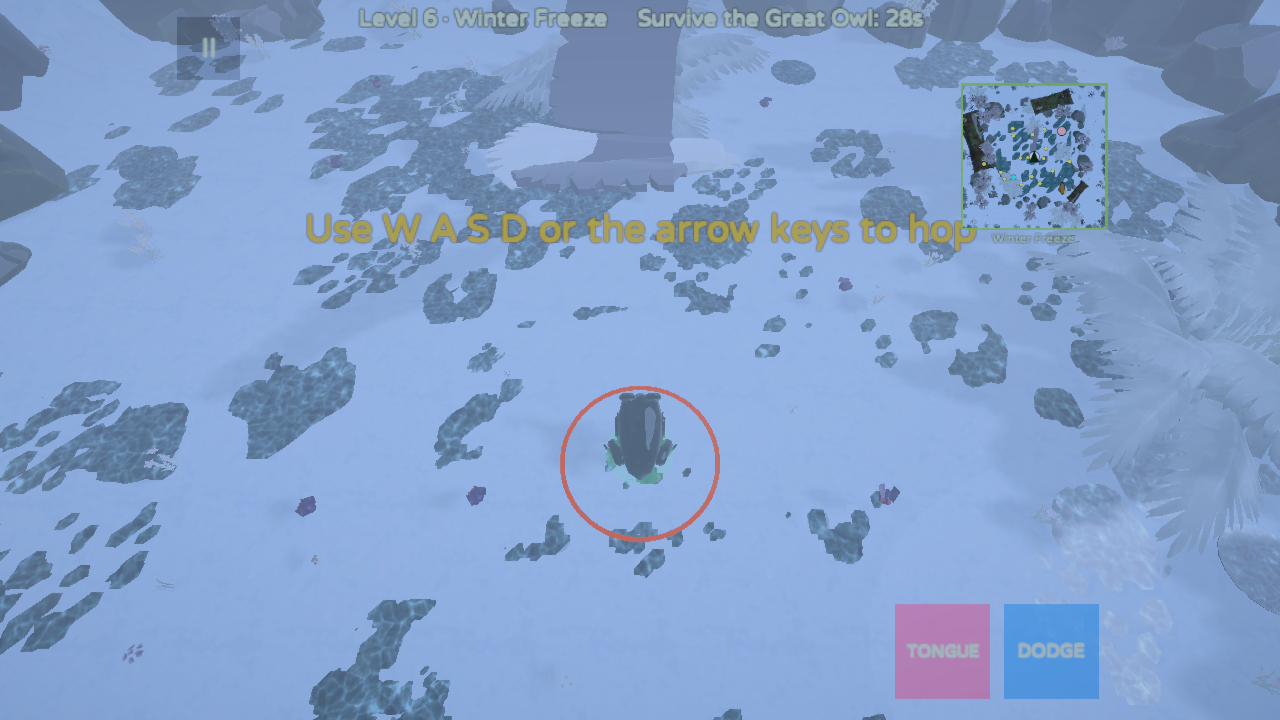 Level 6 · Winter Freeze Survive the Great Owl: 28s
Use W A S D or the arrow keys to hop
Winter Freeze
TONGUE
DODGE